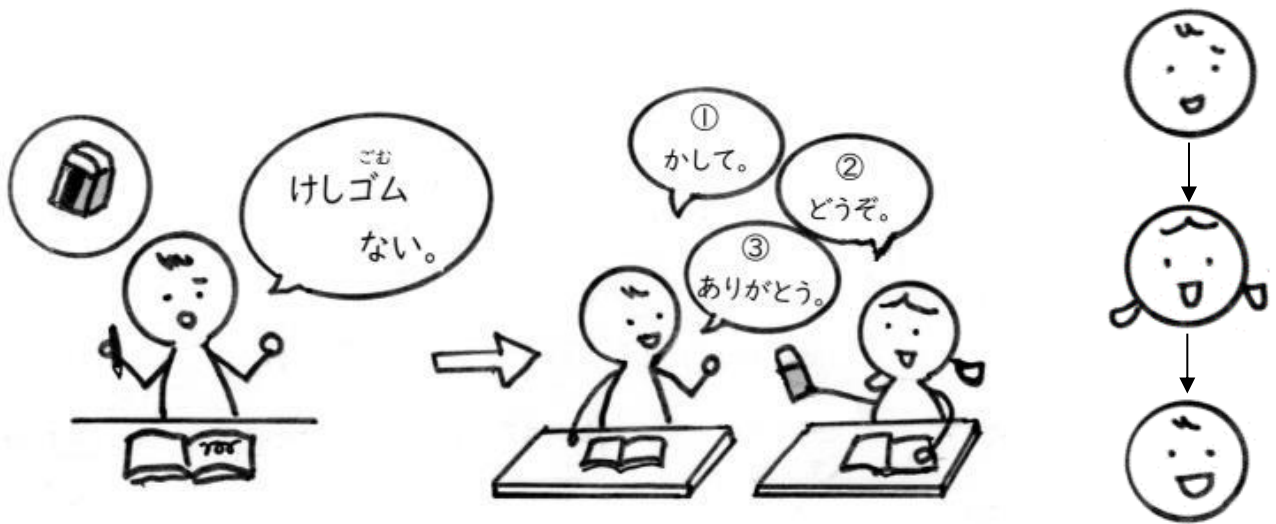 ごむ
けしゴム
ない。
①
かして。
②
どうぞ。
③
ありがとう。